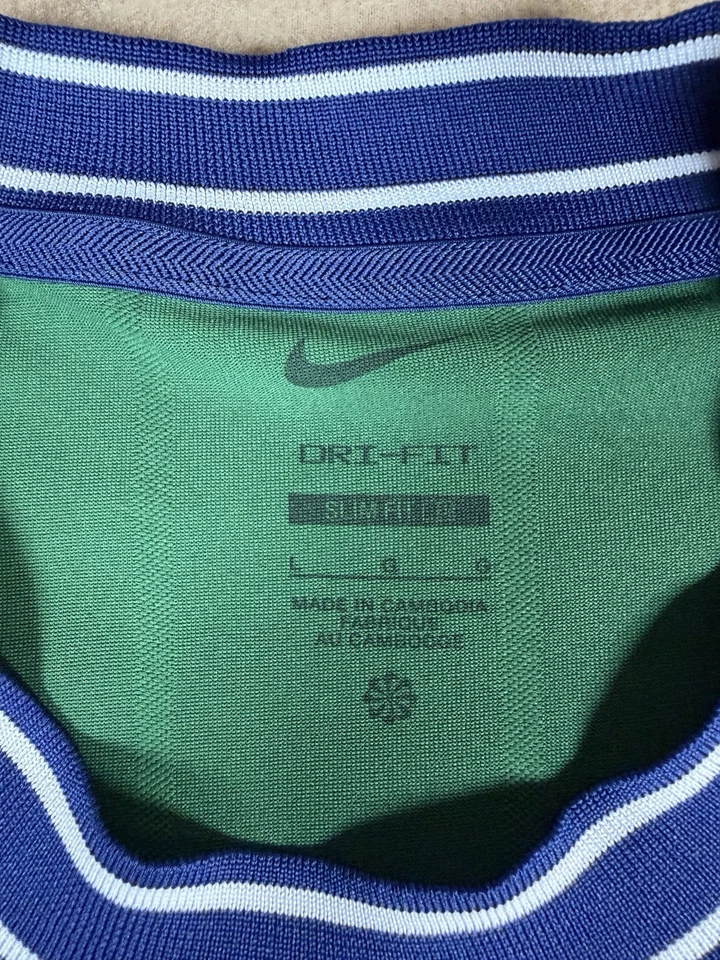 DRI-FIT
SLIM FIT
L G G
MADE IN CAMBODIA
FABRIQUÉ
AU CAMBODGE